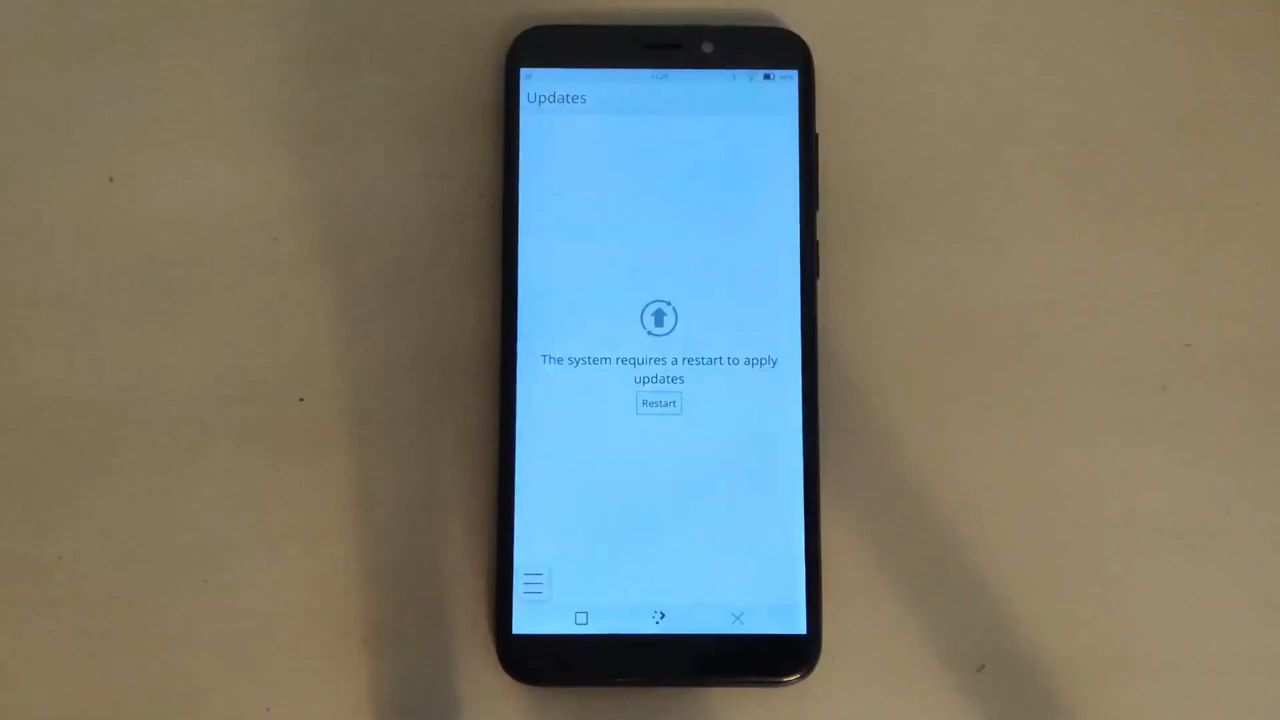 Updates
The system requires a restart to apply
updates
Restart